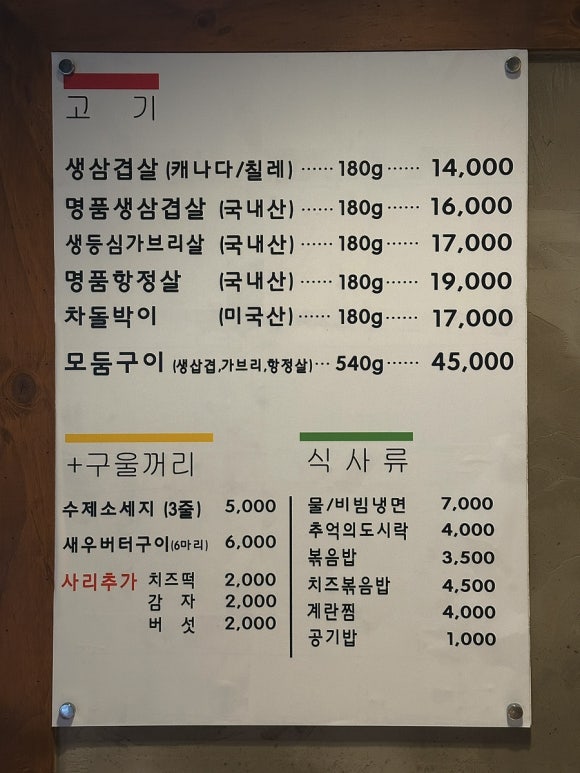 고 기
생삼겹살 (캐나다/칠레) ······ 180g ······ 14,000
명품생삼겹살 (국내산) ······ 180g ······ 16,000
생등심가브리살 (국내산) ······ 180g ······ 17,000
명품항정살 (국내산) ······ 180g ······ 19,000
차돌박이 (미국산) ······ 180g ······ 17,000
모둠구이 (생삼겹,가브리,항정살) ··· 540g ······ 45,000
+구울꺼리
수제소세지 (3줄) 5,000
새우버터구이(6마리) 6,000
사리추가 치즈떡 2,000
감 자 2,000
버 섯 2,000
식 사 류
물/비빔냉면 7,000
추억의도시락 4,000
볶음밥 3,500
치즈볶음밥 4,500
계란찜 4,000
공기밥 1,000